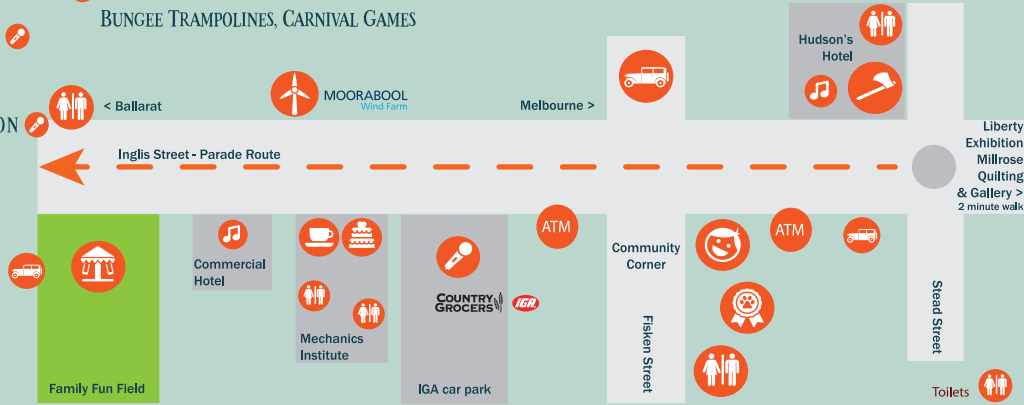 BUNGEE TRAMPOLINES, CARNIVAL GAMES
Hudson's
Hotel
< Ballarat
MOORABOOL
Wind Farm
Melbourne >
ON
Inglis Street - Parade Route
Liberty
Exhibition
Millrose
Quilting
& Gallery >
2 minute walk
ATM
ATM
Commercial
Hotel
Community
Corner
COUNTRY
GROCERS
IGA
Mechanics
Institute
Fisken Street
Stead Street
Family Fun Field
IGA car park
Toilets